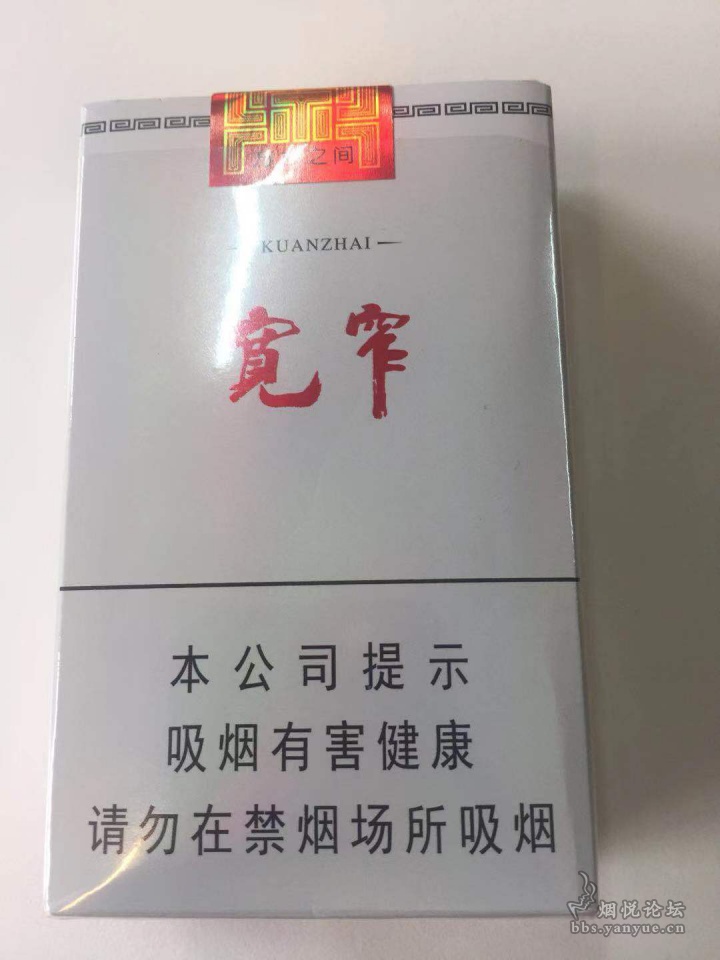 之间
KUANZHAI
寛窄
本公司提示
吸烟有害健康
请勿在禁烟场所吸烟
烟悦论坛
bbs.yanyue.cn